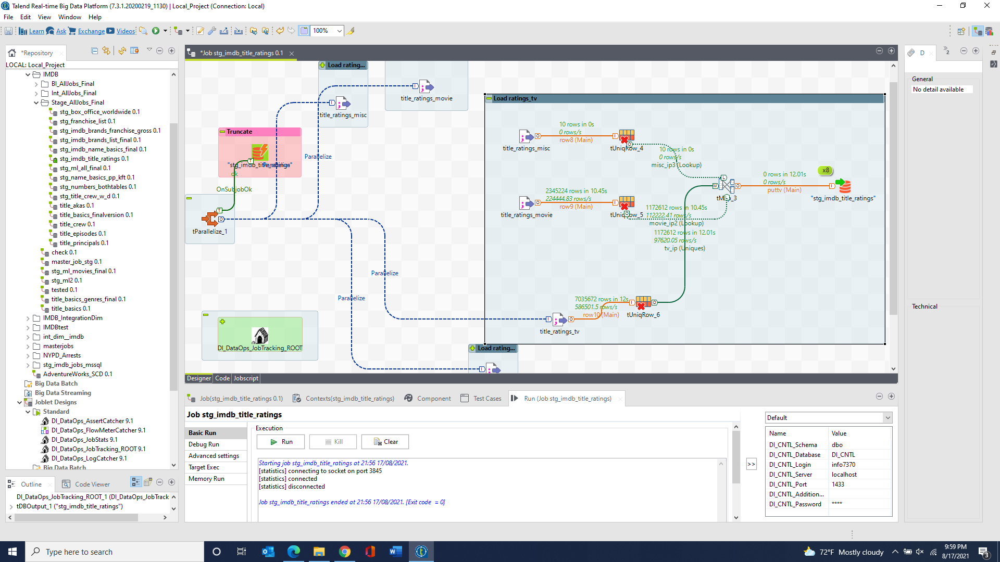 Talend Real-time Big Data Platform (7.3.1.20200219_1130) | Local_Project (Connection: Local)
File Edit View Window Help
Learn Ask Exchange Videos 100%
*Repository
LOCAL: Local_Project
IMDB
BI_AllJobs_Final
Int_AllJobs_Final
Stage_AllJobs_Final
stg_box_office_worldwide 0.1
stg_franchise_list 0.1
stg_imdb_brands_franchise_gross 0.1
stg_imdb_brands_list_final 0.1
stg_imdb_name_basics_final 0.1
stg_imdb_title_ratings 0.1
stg_ml_all_final 0.1
stg_name_basics_pp_kft 0.1
stg_numbers_bothtables 0.1
stg_title_crew_w_d 0.1
title_akas 0.1
title_basics_finalversion 0.1
title_crew 0.1
title_episodes 0.1
title_principals 0.1
check 0.1
master_job_stg 0.1
stg_ml_movies_final 0.1
stg_ml2 0.1
tested 0.1
title_basics_genres_final 0.1
title_basics 0.1
IMDB_IntegrationDim
IMDBtest
int_dim__imdb
masterjobs
NYPD_Arrests
stg_imdb_jobs_mssql
AdventureWorks_SCD 0.1
Big Data Batch
Big Data Streaming
Joblet Designs
Standard
DI_DataOps_AssertCatcher 9.1
DI_DataOps_FlowMeterCatcher 9.1
DI_DataOps_JobStats 9.1
DI_DataOps_JobTracking_ROOT 9.1
DI_DataOps_LogCatcher 9.1
Big Data Batch
Outline
Code Viewer
DI_DataOps_JobTracking_ROOT_1 (DI_DataOps_JobTrack
tDBOutput_1 ("stg_imdb_title_ratings")
*Job stg_imdb_title_ratings 0.1
Load rating...
title_ratings_misc
title_ratings_movie
Truncate
"stg_imdb_title_ratings"
Parallelize
ok
OnSubjobOk
Parallelize
tParallelize_1
Parallelize
Parallelize
DI_DataOps_JobTracking_ROOT
Load ratings_tv
10 rows in 0s
0 rows/s
row8 (Main)
title_ratings_misc
tUniqRow_4
10 rows in 0s
0 rows/s
misc_ip3 (Lookup)
2345224 rows in 10.45s
224444.83 rows/s
row9 (Main)
title_ratings_movie
tUniqRow_5
1172612 rows in 10.45s
112222.41 rows/s
movie_ip2 (Lookup)
1172612 rows in 12.01s
97620.05 rows/s
tv_ip (Uniques)
tMap_3
0 rows in 12.01s
0 rows/s
puttv (Main)
x8
"stg_imdb_title_ratings"
7035672 rows in 12s
586501.5 rows/s
row10 (Main)
title_ratings_tv
tUniqRow_6
Load rating...
Designer Code Jobscript
Job(stg_imdb_title_ratings 0.1) Contexts(stg_imdb_title_ratings) Component Test Cases Run (Job stg_imdb_title_ratings)
Job stg_imdb_title_ratings
Basic Run
Debug Run
Advanced settings
Target Exec
Memory Run
Execution
Run Kill Clear
Starting job stg_imdb_title_ratings at 21:56 17/08/2021.
[statistics] connecting to socket on port 3845
[statistics] connected
[statistics] disconnected
Job stg_imdb_title_ratings ended at 21:56 17/08/2021. [Exit code = 0]
>>
Default
Name Value
DI_CNTL_Schema dbo
DI_CNTL_Database DI_CNTL
DI_CNTL_Login info7370
DI_CNTL_Server localhost
DI_CNTL_Port 1433
DI_CNTL_Addition...
DI_CNTL_Password ****
D
2
General
No detail available
Technical
Type here to search
72°F Mostly cloudy
9:59 PM
8/17/2021
3